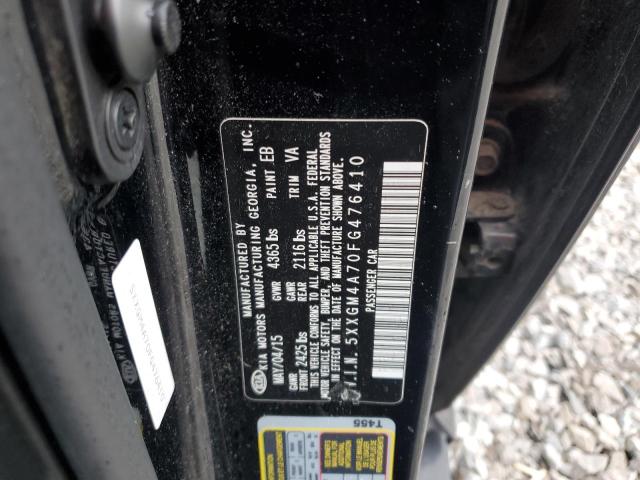 MANUFACTURED BY
KIA MOTORS MANUFACTURING GEORGIA, INC.
MAY/04/15 GVWR 4365 lbs PAINT EB
GAWR FRONT 2425 lbs GAWR REAR 2116 lbs TRIM VA
THIS VEHICLE CONFORMS TO ALL APPLICABLE U.S.A. FEDERAL
MOTOR VEHICLE SAFETY, BUMPER, AND THEFT PREVENTION STANDARDS
IN EFFECT ON THE DATE OF MANUFACTURE SHOWN ABOVE.
V.I.N. 5XXGM4A70FG476410
PASSENGER CAR
T455